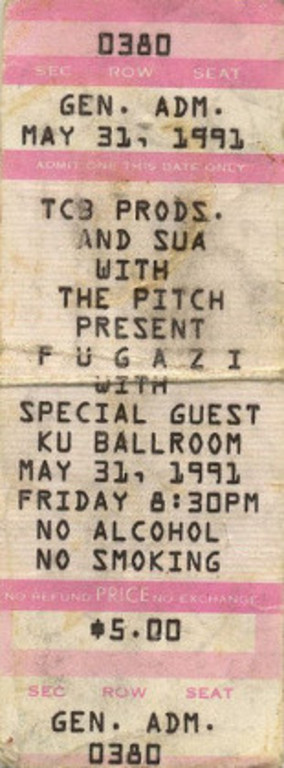 0380
SEC ROW SEAT
GEN. ADM.
MAY 31, 1991
ADMIT ONE THIS DATE ONLY
TCB PRODS.
AND SUA
WITH
THE PITCH
PRESENT
F U G A Z I
WITH
SPECIAL GUEST
KU BALLROOM
MAY 31, 1991
FRIDAY 8:30PM
NO ALCOHOL
NO SMOKING
NO REFUND PRICE NO EXCHANGE
$5.00
SEC ROW SEAT
GEN. ADM.
0380